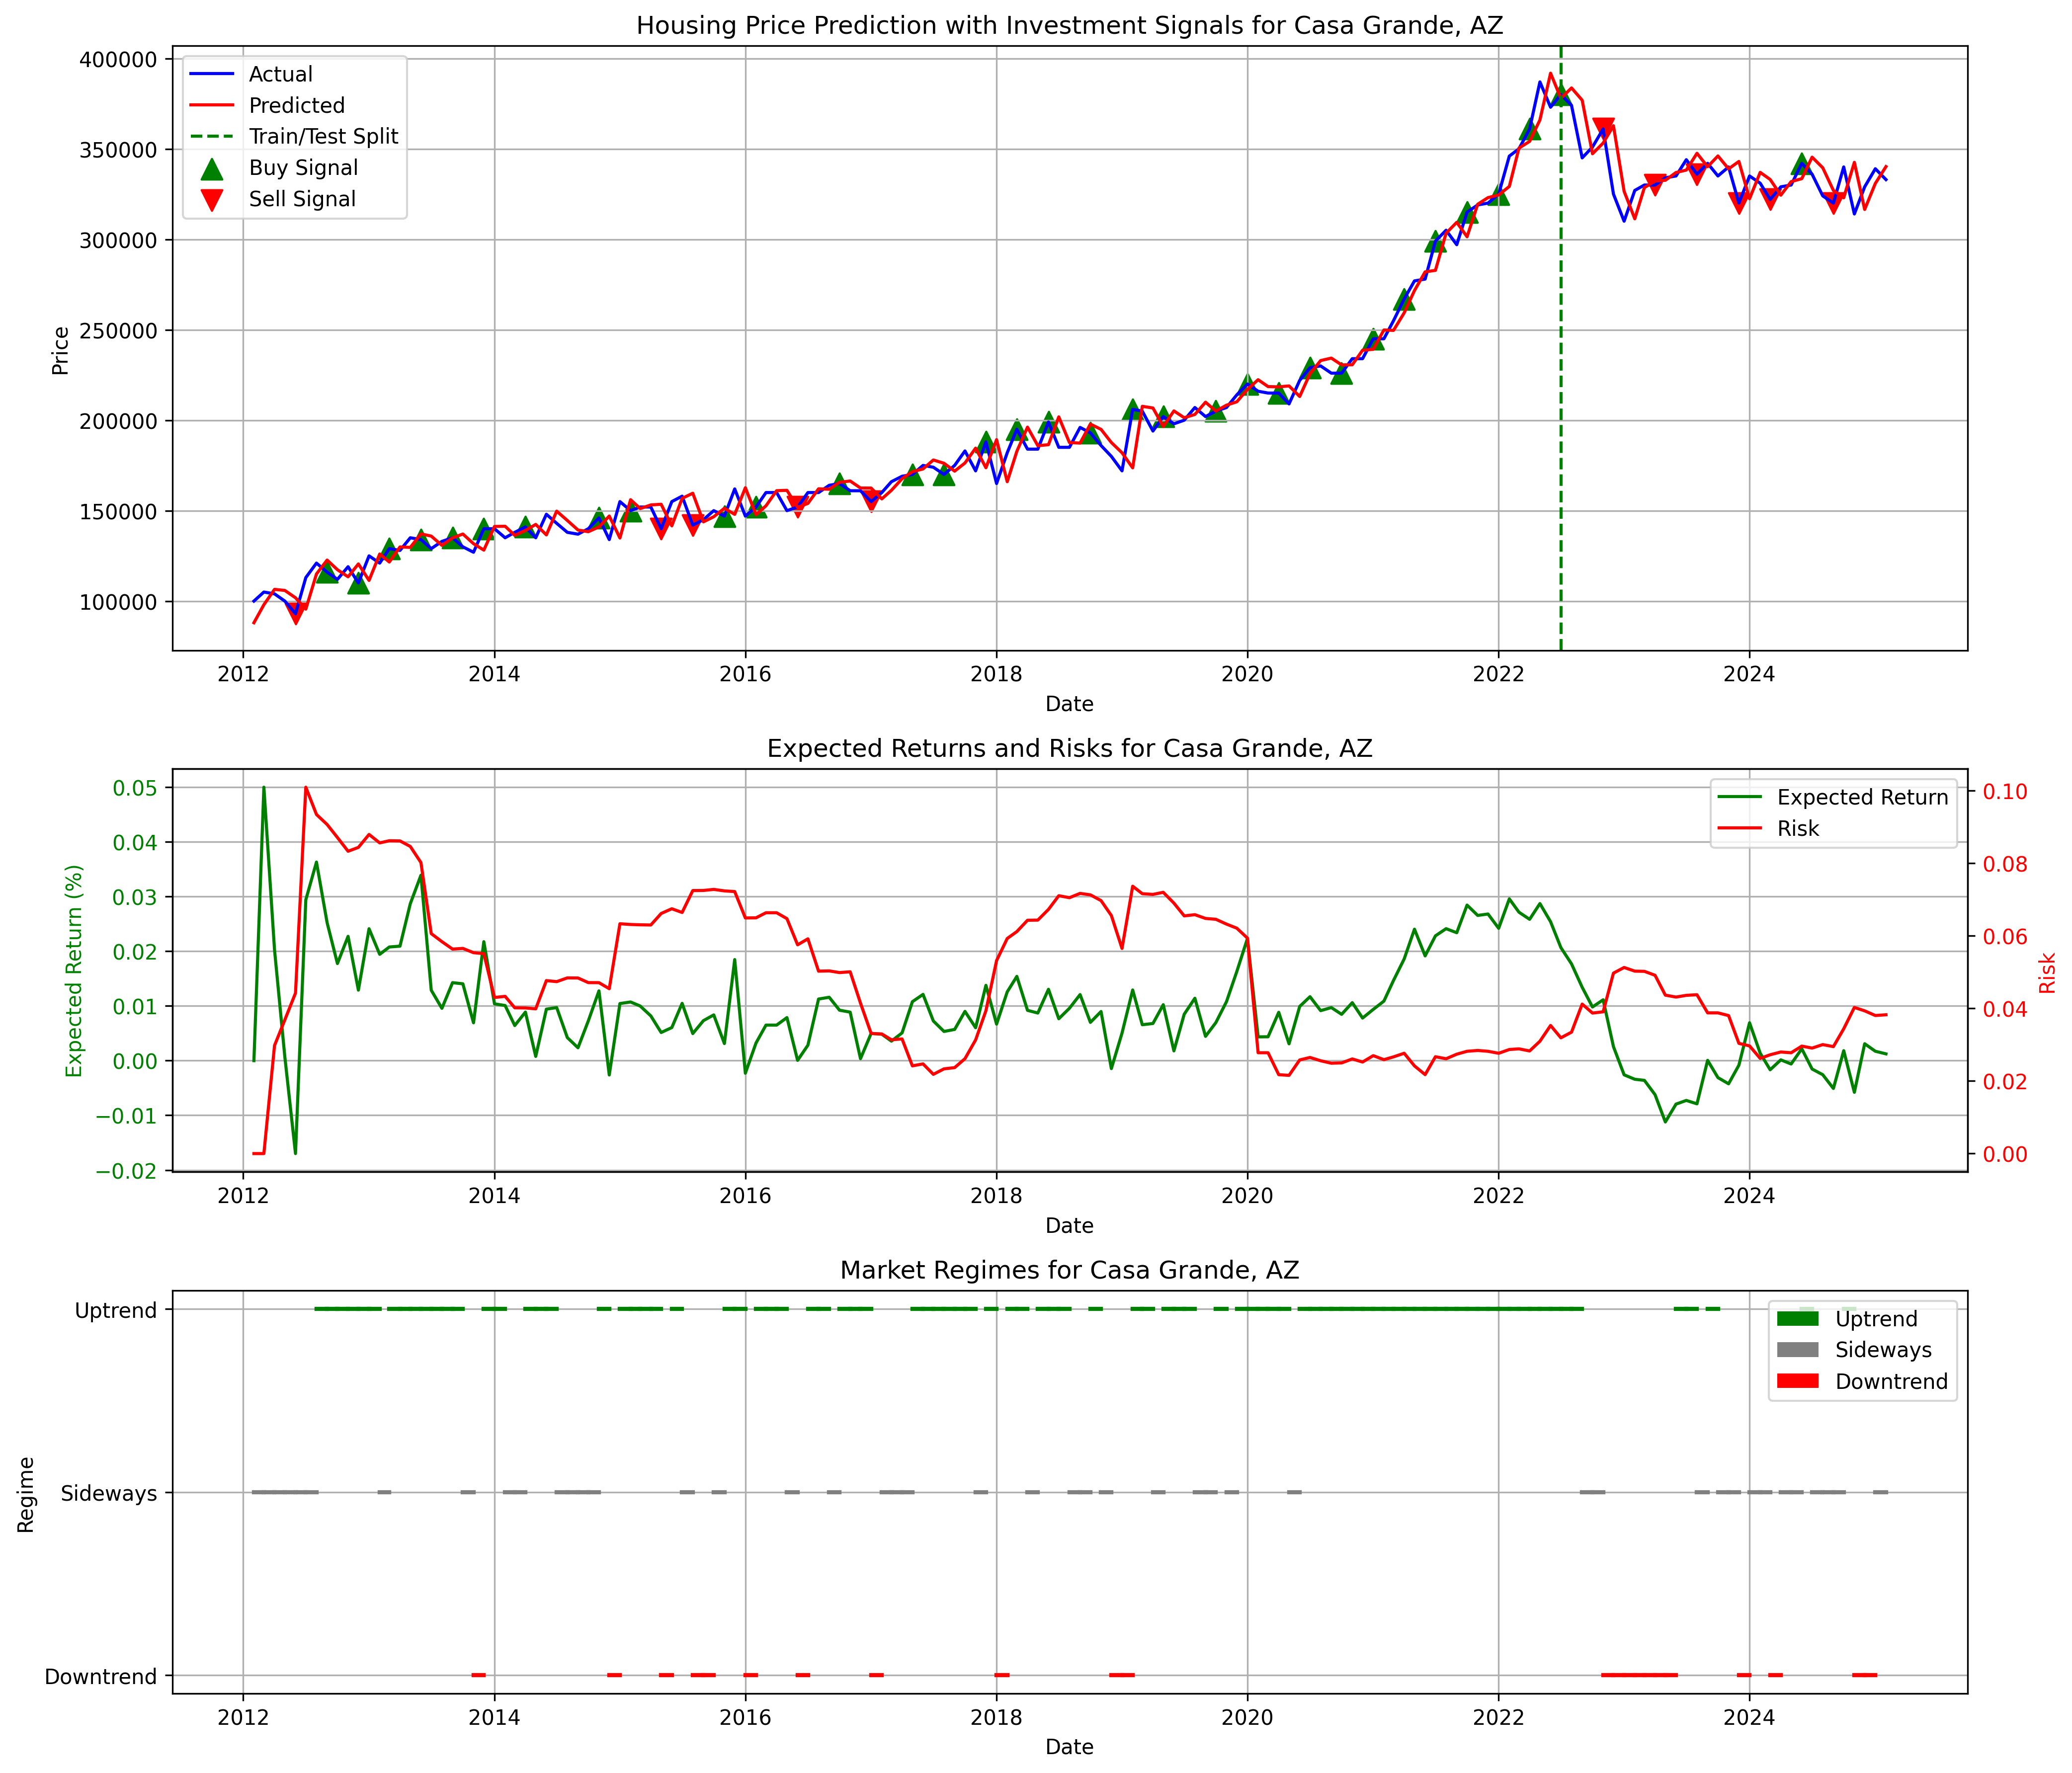 Housing Price Prediction with Investment Signals for Casa Grande, AZ
Actual
Predicted
Train/Test Split
Buy Signal
Sell Signal
400000
350000
300000
250000
200000
150000
100000
Price
2012 2014 2016 2018 2020 2022 2024
Date
Expected Returns and Risks for Casa Grande, AZ
Expected Return
Risk
0.05
0.04
0.03
0.02
0.01
0.00
−0.01
−0.02
Expected Return (%)
0.10
0.08
0.06
0.04
0.02
0.00
Risk
2012 2014 2016 2018 2020 2022 2024
Date
Market Regimes for Casa Grande, AZ
Uptrend
Sideways
Downtrend
Uptrend
Sideways
Downtrend
Regime
2012 2014 2016 2018 2020 2022 2024
Date